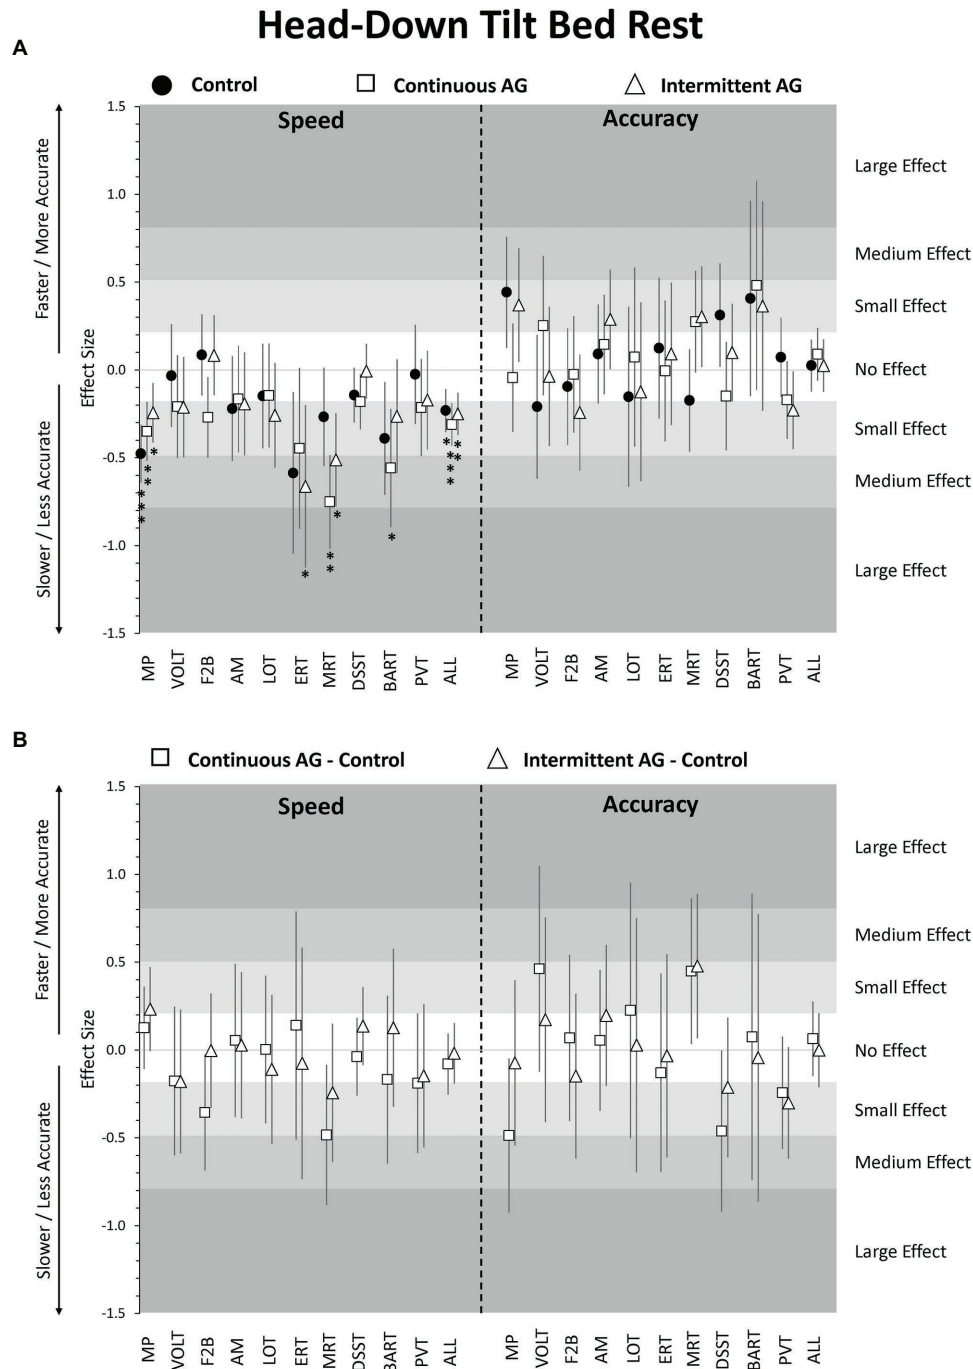 Head-Down Tilt Bed Rest
A
Control Continuous AG Intermittent AG
Speed Accuracy
Faster / More Accurate
Slower / Less Accurate
Effect Size
1.5
1.0
0.5
0.0
-0.5
-1.0
-1.5
Large Effect
Medium Effect
Small Effect
No Effect
Small Effect
Medium Effect
Large Effect
* * * * * * * * * * * * * * * * *
MP VOLT F2B AM LOT ERT MRT DSST BART PVT ALL MP VOLT F2B AM LOT ERT MRT DSST BART PVT ALL
B
Continuous AG - Control Intermittent AG - Control
Speed Accuracy
Faster / More Accurate
Slower / Less Accurate
Effect Size
1.5
1.0
0.5
0.0
-0.5
-1.0
-1.5
Large Effect
Medium Effect
Small Effect
No Effect
Small Effect
Medium Effect
Large Effect
MP VOLT F2B AM LOT ERT MRT DSST BART PVT ALL MP VOLT F2B AM LOT ERT MRT DSST BART PVT ALL